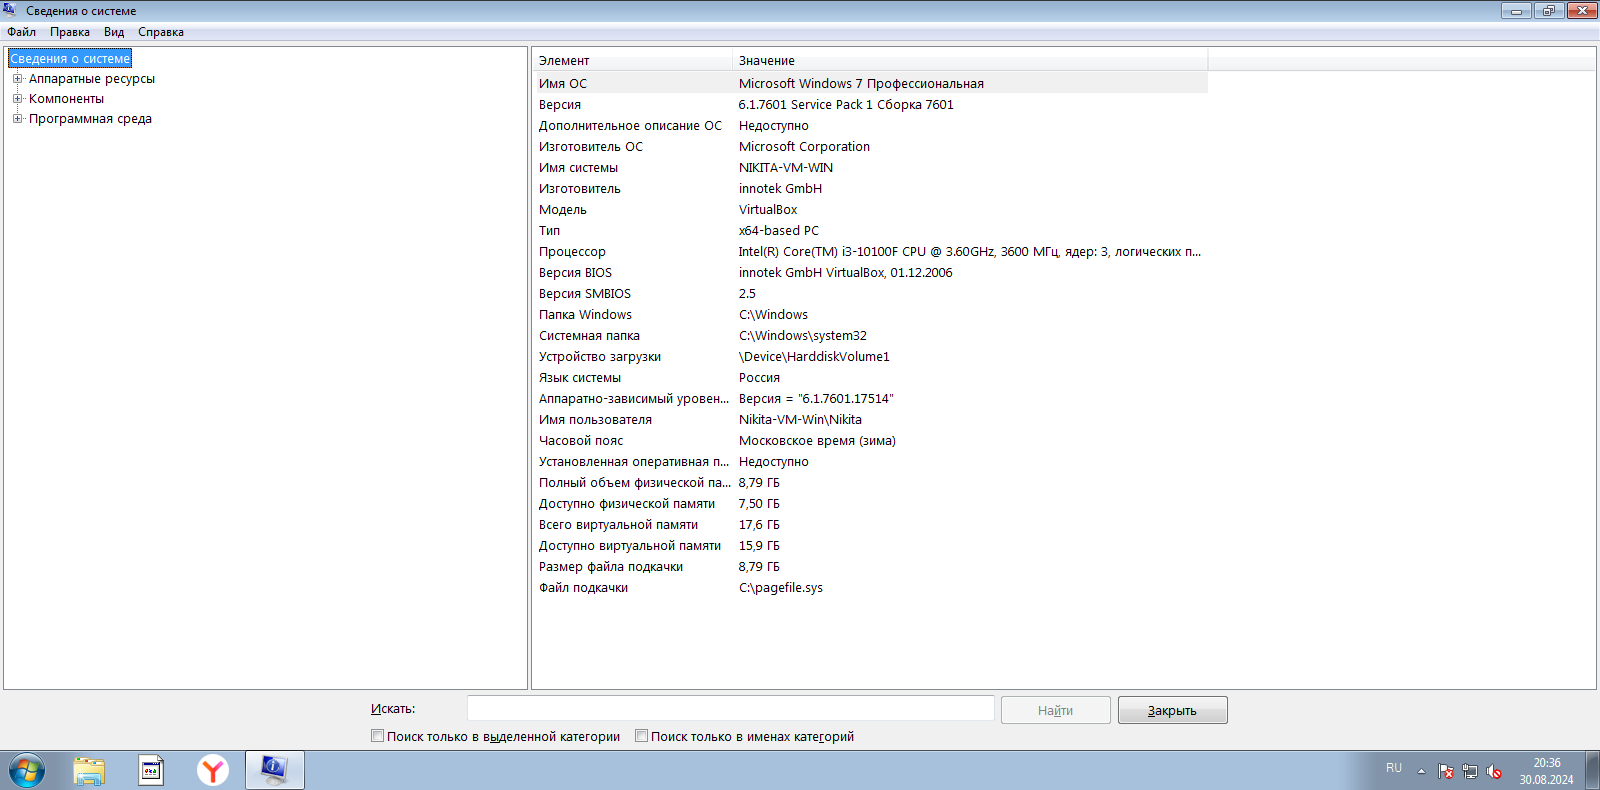 Сведения о системе
Файл Правка Вид Справка
Сведения о системе
Аппаратные ресурсы
Компоненты
Программная среда
Элемент Значение
Имя ОС Microsoft Windows 7 Профессиональная
Версия 6.1.7601 Service Pack 1 Сборка 7601
Дополнительное описание ОС Недоступно
Изготовитель ОС Microsoft Corporation
Имя системы NIKITA-VM-WIN
Изготовитель innotek GmbH
Модель VirtualBox
Тип x64-based PC
Процессор Intel(R) Core(TM) i3-10100F CPU @ 3.60GHz, 3600 МГц, ядер: 3, логических п...
Версия BIOS innotek GmbH VirtualBox, 01.12.2006
Версия SMBIOS 2.5
Папка Windows C:\Windows
Системная папка C:\Windows\system32
Устройство загрузки \Device\HarddiskVolume1
Язык системы Россия
Аппаратно-зависимый уровен... Версия = "6.1.7601.17514"
Имя пользователя Nikita-VM-Win\Nikita
Часовой пояс Московское время (зима)
Установленная оперативная п... Недоступно
Полный объем физической па... 8,79 ГБ
Доступно физической памяти 7,50 ГБ
Всего виртуальной памяти 17,6 ГБ
Доступно виртуальной памяти 15,9 ГБ
Размер файла подкачки 8,79 ГБ
Файл подкачки C:\pagefile.sys
Искать: Найти Закрыть
Поиск только в выделенной категории Поиск только в именах категорий
RU 20:36
30.08.2024